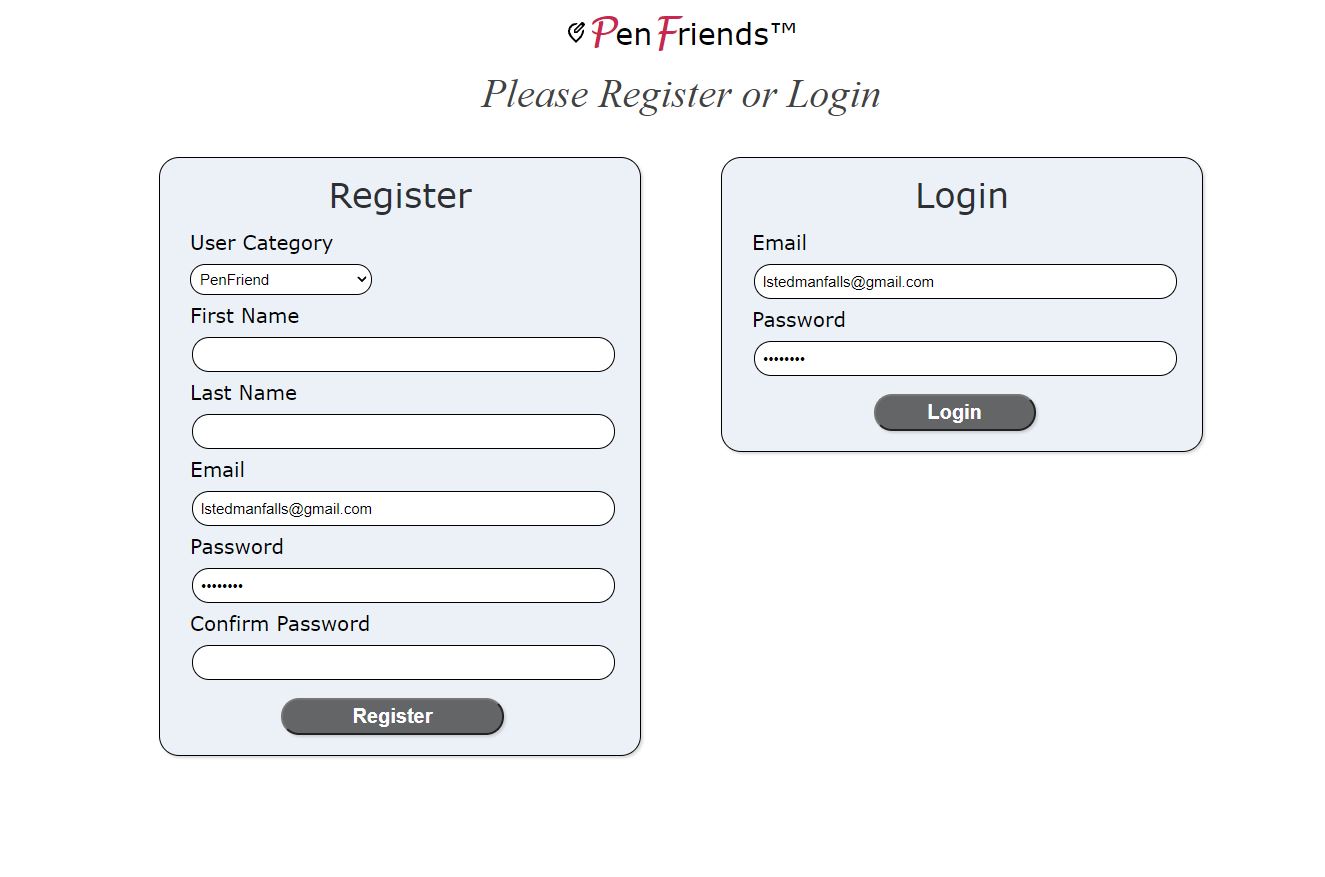 PenFriends™
Please Register or Login
Register
User Category
PenFriend
First Name
Last Name
Email
lstedmanfalls@gmail.com
Password
••••••••
Confirm Password
Register
Login
Email
lstedmanfalls@gmail.com
Password
••••••••
Login